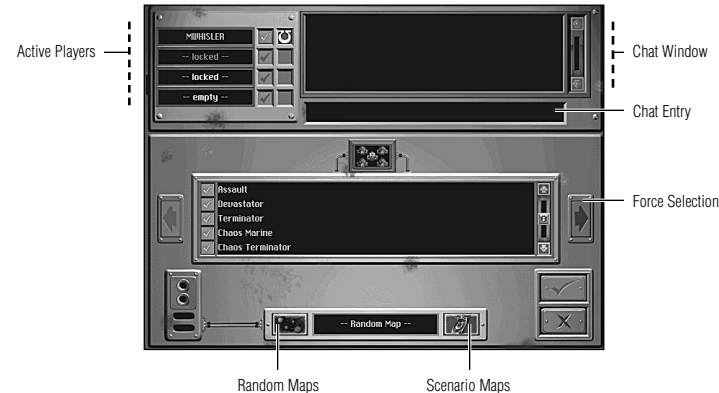 Active Players
MWHISLER
-- locked --
-- locked --
-- empty --
Chat Window
Chat Entry
Assault
Devastator
Terminator
Chaos Marine
Chaos Terminator
Force Selection
-- Random Map --
Random Maps
Scenario Maps